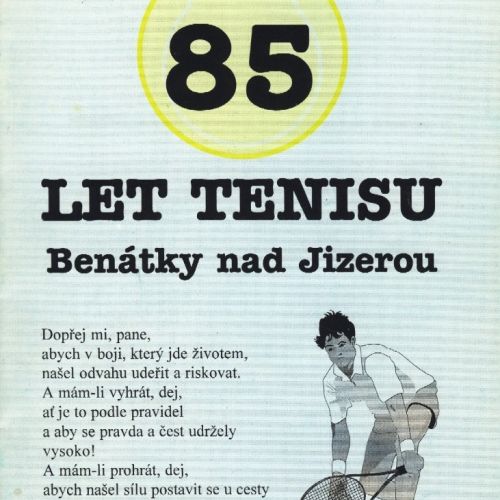 85
LET TENISU
Benátky nad Jizerou
Dopřej mi, pane,
abych v boji, který jde životem,
našel odvahu udeřit a riskovat.
A mám-li vyhrát, dej,
ať je to podle pravidel
a aby se pravda a čest udržely
vysoko!
A mám-li prohrát, dej,
abych našel sílu postavit se u cesty